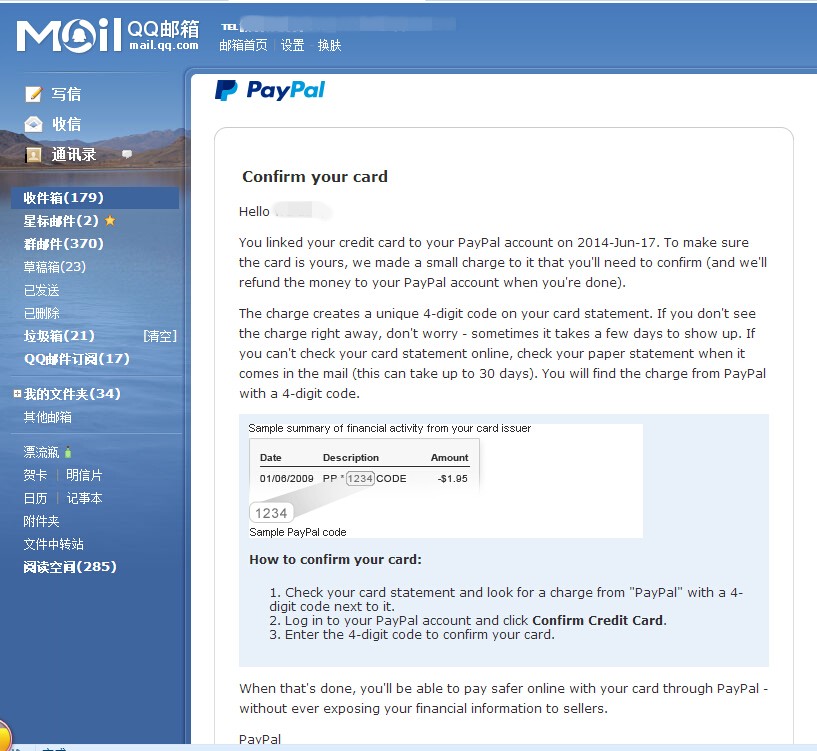 Mail QQ邮箱
mail.qq.com
TEL
邮箱首页 | 设置 - 换肤
写信
收信
通讯录
收件箱(179)
星标邮件(2)
群邮件(370)
草稿箱(23)
已发送
已删除
垃圾箱(21) [清空]
QQ邮件订阅(17)
我的文件夹(34)
其他邮箱
漂流瓶
贺卡 | 明信片
日历 | 记事本
附件夹
文件中转站
阅读空间(285)
PayPal
Confirm your card
Hello
You linked your credit card to your PayPal account on 2014-Jun-17. To make sure
the card is yours, we made a small charge to it that you'll need to confirm (and we'll
refund the money to your PayPal account when you're done).
The charge creates a unique 4-digit code on your card statement. If you don't see
the charge right away, don't worry - sometimes it takes a few days to show up. If
you can't check your card statement online, check your paper statement when it
comes in the mail (this can take up to 30 days). You will find the charge from PayPal
with a 4-digit code.
Sample summary of financial activity from your card issuer
Date Description Amount
01/06/2009 PP * 1234 CODE -$1.95
1234
Sample PayPal code
How to confirm your card:
1. Check your card statement and look for a charge from "PayPal" with a 4-
digit code next to it.
2. Log in to your PayPal account and click Confirm Credit Card.
3. Enter the 4-digit code to confirm your card.
When that's done, you'll be able to pay safer online with your card through PayPal -
without ever exposing your financial information to sellers.
PayPal